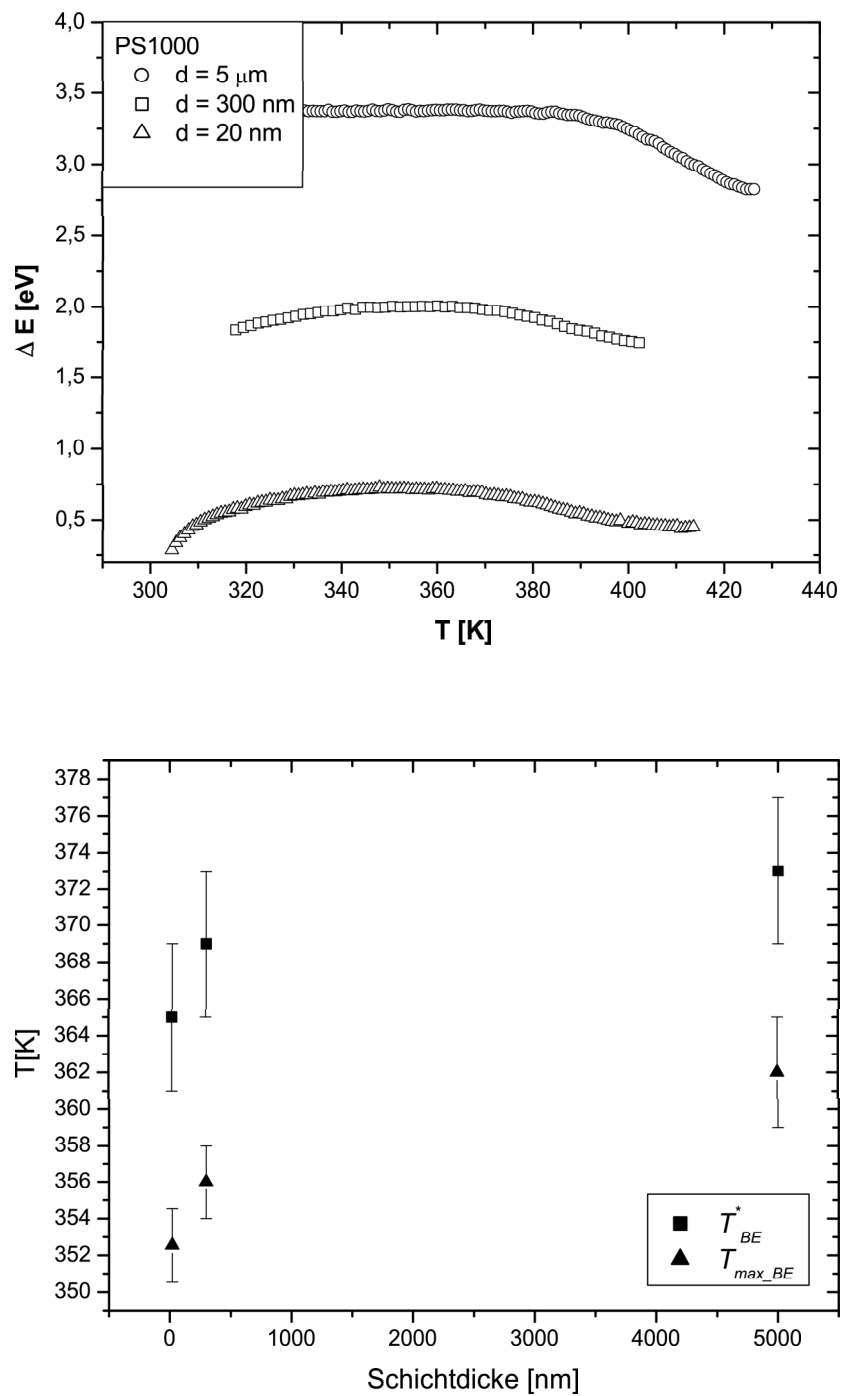 PS1000
d = 5 μm
d = 300 nm
d = 20 nm
4,0
3,5
3,0
2,5
2,0
1,5
1,0
0,5
Δ E [eV]
300 320 340 360 380 400 420 440
T [K]
378
376
374
372
370
368
366
364
362
360
358
356
354
352
350
T[K]
T*BE
Tmax_BE
0 1000 2000 3000 4000 5000
Schichtdicke [nm]